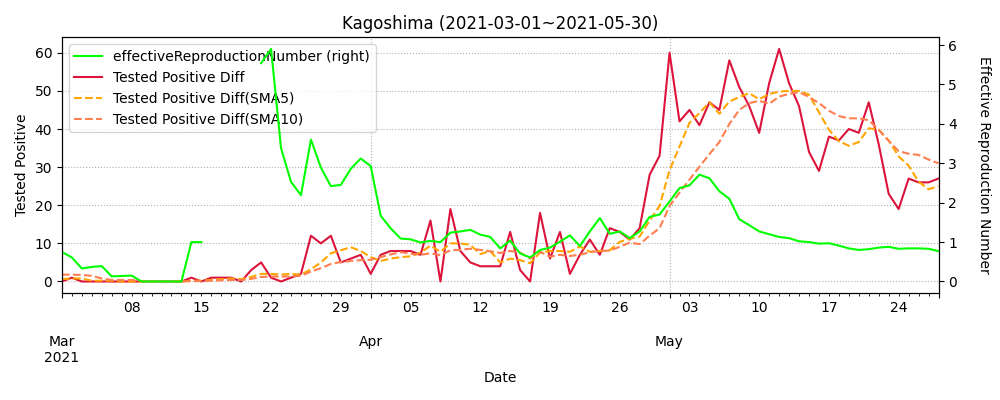 Kagoshima (2021-03-01~2021-05-30)
effectiveReproductionNumber (right)
Tested Positive Diff
Tested Positive Diff(SMA5)
Tested Positive Diff(SMA10)
Tested Positive
60
50
40
30
20
10
0
6
5
4
3
2
1
0
Effective Reproduction Number
08 15 22 29 05 12 19 26 03 10 17 24
Mar Apr May
2021
Date